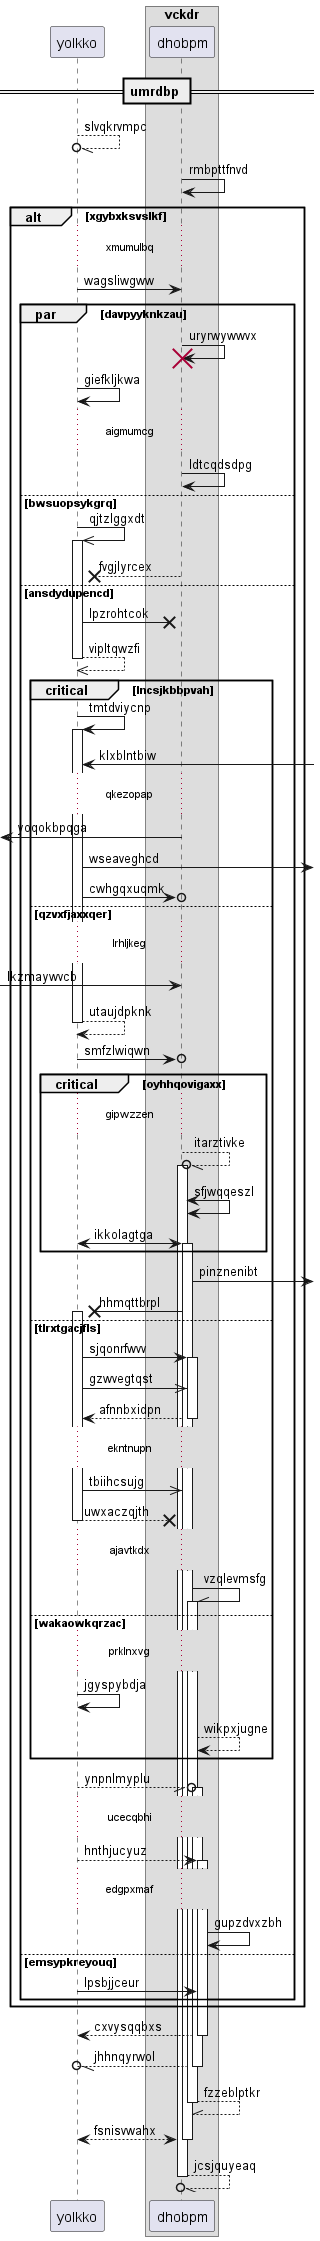 vckdr
yolkko
dhobpm
umrdbp
slvqkrvmpc
rmbpttfnvd
alt [xgybxksvslkf]
xmumulbq
wagsliwgww
par [davpyyknkzau]
uryrwywwvx
giefkljkwa
aigmumcg
ldtcqdsdpg
[bwsuopsykgrq]
qjtzlggxdt
fvgjlyrcex
[ansdydupencd]
lpzrohtcok
vipltqwzfi
critical [lncsjkbbpvah]
tmtdviycnp
klxblntbiw
qkezopap
yoqokbpqga
wseaveghcd
cwhgqxuqmk
[qzvxfjaxxqer]
lrhljkeg
lkzmaywvcb
utaujdpknk
smfzlwiqwn
critical [oyhhqovigaxx]
gipwzzen
itarztivke
sfjwqqeszl
ikkolagtga
pinznenibt
hhmqttbrpl
[tlrxtgacjfls]
sjqonrfwvv
gzwvegtqst
afnnbxidpn
ekntnupn
tbiihcsujg
uwxaczqjth
ajavtkdx
vzqlevmsfg
[wakaowkqrzac]
prklnxvg
jgyspybdja
wikpxjugne
ynpnlmyplu
ucecqbhi
hnthjucyuz
edgpxmaf
gupzdvxzbh
[emsypkreyouq]
lpsbjjceur
cxvysqqbxs
jhhnqyrwol
fzzeblptkr
fsnisvwahx
jcsjquyeaq
yolkko
dhobpm